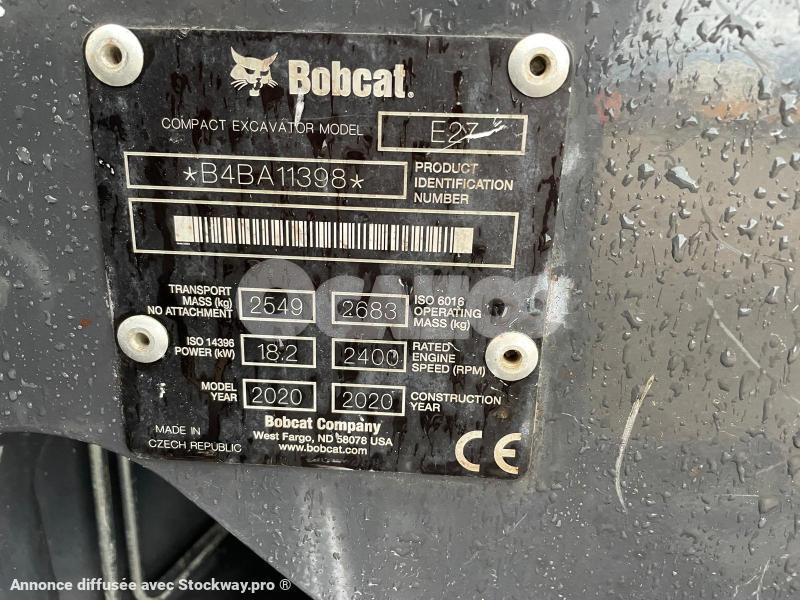 Bobcat®
COMPACT EXCAVATOR MODEL E27
*B4BA11398* PRODUCT
IDENTIFICATION
NUMBER
TRANSPORT
MASS (kg)
NO ATTACHMENT 2549
2683 ISO 6016
OPERATING
MASS (kg)
ISO 14396
POWER (kW) 18.2
2400 RATED
ENGINE
SPEED (RPM)
MODEL
YEAR 2020
2020 CONSTRUCTION
YEAR
MADE IN
CZECH REPUBLIC
Bobcat Company
West Fargo, ND 58078 USA
www.bobcat.com
CE
Annonce diffusée avec Stockway.pro ®